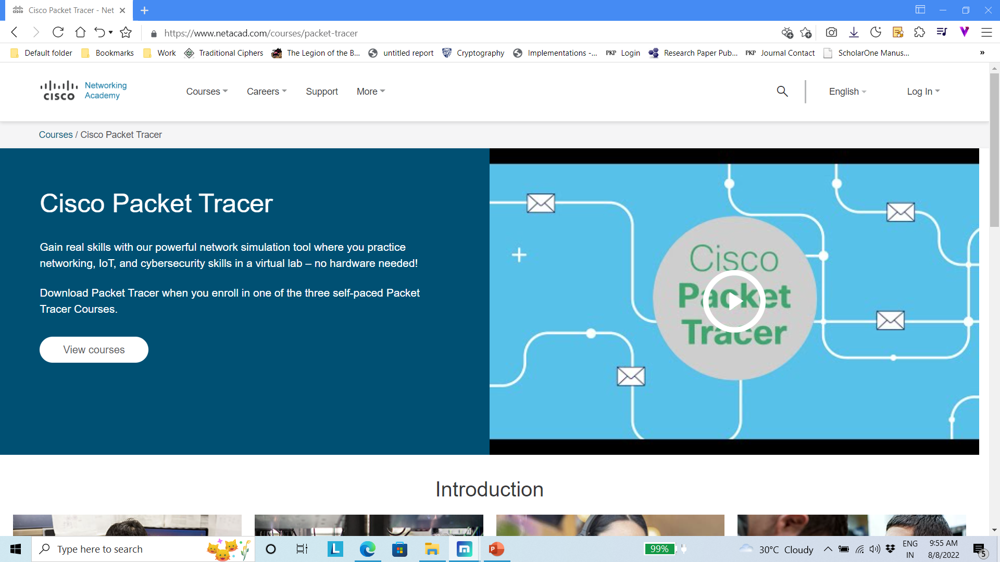 Cisco Packet Tracer - Net
https://www.netacad.com/courses/packet-tracer
Default folder Bookmarks Work Traditional Ciphers The Legion of the B... untitled report Cryptography Implementations -... PKP Login Research Paper Pub... PKP Journal Contact ScholarOne Manus... »
cisco Networking Academy
Courses Careers Support More English Log In
Courses / Cisco Packet Tracer
Cisco Packet Tracer
Gain real skills with our powerful network simulation tool where you practice
networking, IoT, and cybersecurity skills in a virtual lab – no hardware needed!
Download Packet Tracer when you enroll in one of the three self-paced Packet
Tracer Courses.
View courses
Cisco
Packet
Tracer
Introduction
Type here to search
99%
30°C Cloudy
ENG
IN
9:55 AM
8/8/2022
5